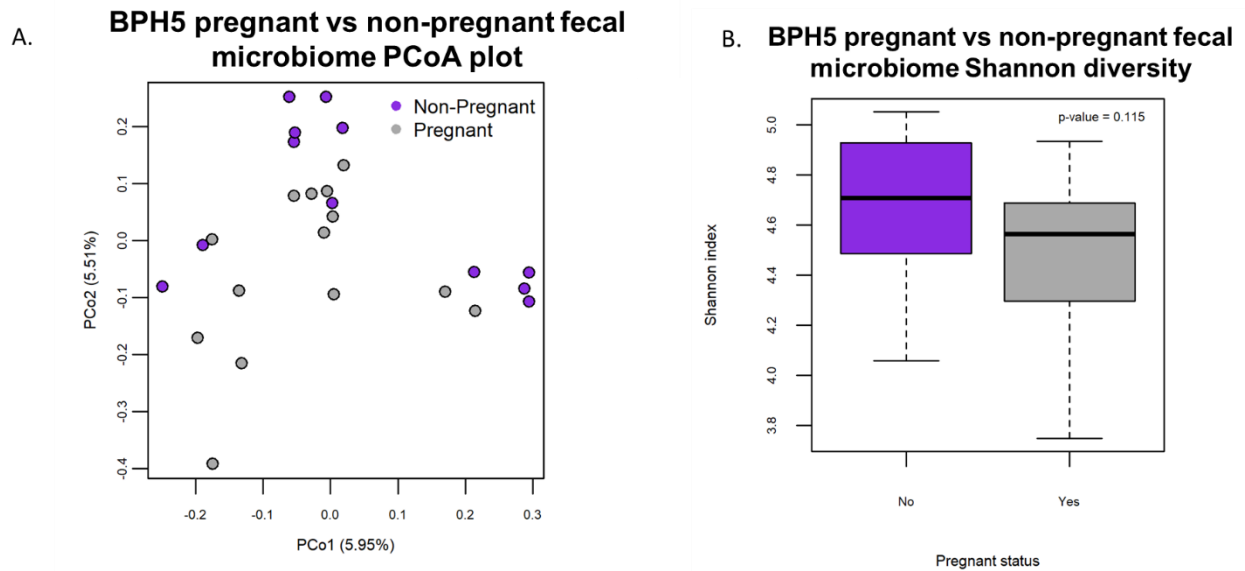 A.
BPH5 pregnant vs non-pregnant fecal
microbiome PCoA plot
Non-Pregnant
Pregnant
0.2
0.1
0.0
-0.1
-0.2
-0.3
-0.4
PCo2 (5.51%)
-0.2 -0.1 0.0 0.1 0.2 0.3
PCo1 (5.95%)
B.
BPH5 pregnant vs non-pregnant fecal
microbiome Shannon diversity
p-value = 0.115
5.0
4.8
4.6
4.4
4.2
4.0
3.8
Shannon index
No Yes
Pregnant status